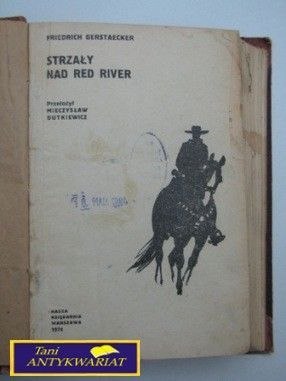 FRIEDRICH GERSTAECKER
STRZAŁY
NAD RED RIVER
Przełożył
MIECZYSŁAW
DUTKIEWICZ
NASZA
KSIĘGARNIA
WARSZAWA
Tani
ANTYKWARIAT